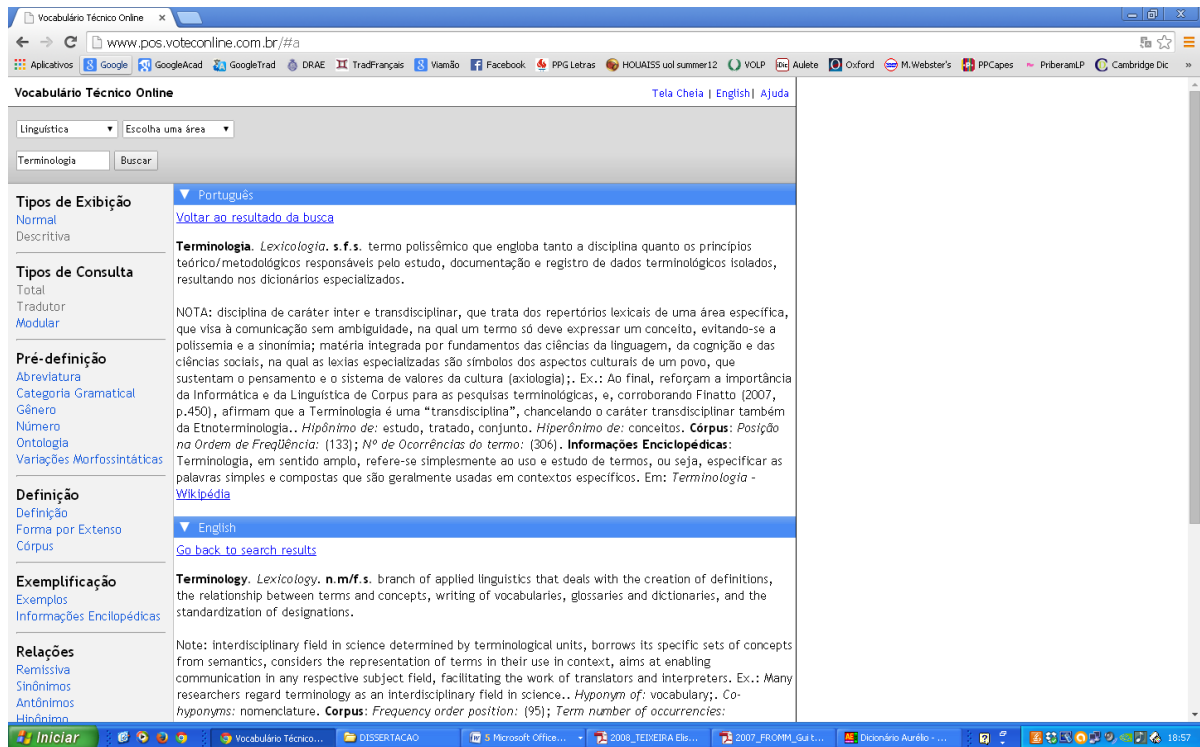 Vocabulário Técnico Online
www.pos.voteconline.com.br/#a
Aplicativos Google GoogleAcad GoogleTrad DRAE TradFrançais Viamão Facebook PPG Letras HOUAISS uol summer12 VOLP Aulete Oxford M.Webster's PPCapes PriberamLP Cambridge Dic »
Vocabulário Técnico Online
Tela Cheia | English| Ajuda
Linguística Escolha uma área
Terminologia Buscar
Tipos de Exibição
Normal
Descritiva
Tipos de Consulta
Total
Tradutor
Modular
Pré-definição
Abreviatura
Categoria Gramatical
Gênero
Número
Ontologia
Variações Morfossintáticas
Definição
Definição
Forma por Extenso
Córpus
Exemplificação
Exemplos
Informações Encilopédicas
Relações
Remissiva
Sinônimos
Antônimos
Hipônimo
Português
Voltar ao resultado da busca
Terminologia. Lexicologia. s.f.s. termo polissêmico que engloba tanto a disciplina quanto os princípios
teórico/metodológicos responsáveis pelo estudo, documentação e registro de dados terminológicos isolados,
resultando nos dicionários especializados.
NOTA: disciplina de caráter inter e transdisciplinar, que trata dos repertórios lexicais de uma área específica,
que visa à comunicação sem ambiguidade, na qual um termo só deve expressar um conceito, evitando-se a
polissemia e a sinonímia; matéria integrada por fundamentos das ciências da linguagem, da cognição e das
ciências sociais, na qual as lexias especializadas são símbolos dos aspectos culturais de um povo, que
sustentam o pensamento e o sistema de valores da cultura (axiologia);. Ex.: Ao final, reforçam a importância
da Informática e da Linguística de Corpus para as pesquisas terminológicas, e, corroborando Finatto (2007,
p.450), afirmam que a Terminologia é uma “transdisciplina”, chancelando o caráter transdisciplinar também
da Etnoterminologia.. Hipônimo de: estudo, tratado, conjunto. Hiperônimo de: conceitos. Córpus: Posição
na Ordem de Freqüência: (133); Nº de Ocorrências do termo: (306). Informações Enciclopédicas:
Terminologia, em sentido amplo, refere-se simplesmente ao uso e estudo de termos, ou seja, especificar as
palavras simples e compostas que são geralmente usadas em contextos específicos. Em: Terminologia -
Wikipédia
English
Go back to search results
Terminology. Lexicology. n.m/f.s. branch of applied linguistics that deals with the creation of definitions,
the relationship between terms and concepts, writing of vocabularies, glossaries and dictionaries, and the
standardization of designations.
Note: interdisciplinary field in science determined by terminological units, borrows its specific sets of concepts
from semantics, considers the representation of terms in their use in context, aims at enabling
communication in any respective subject field, facilitating the work of translators and interpreters. Ex.: Many
researchers regard terminology as an interdisciplinary field in science.. Hyponym of: vocabulary;. Co-
hyponyms: nomenclature. Corpus: Frequency order position: (95); Term number of occurrencies:
Iniciar Vocabulário Técnico... DISSERTACAO 5 Microsoft Office... 2008_TEIXEIRA Elis... 2007_FROMM_Gui t... Dicionário Aurélio - ... 18:57